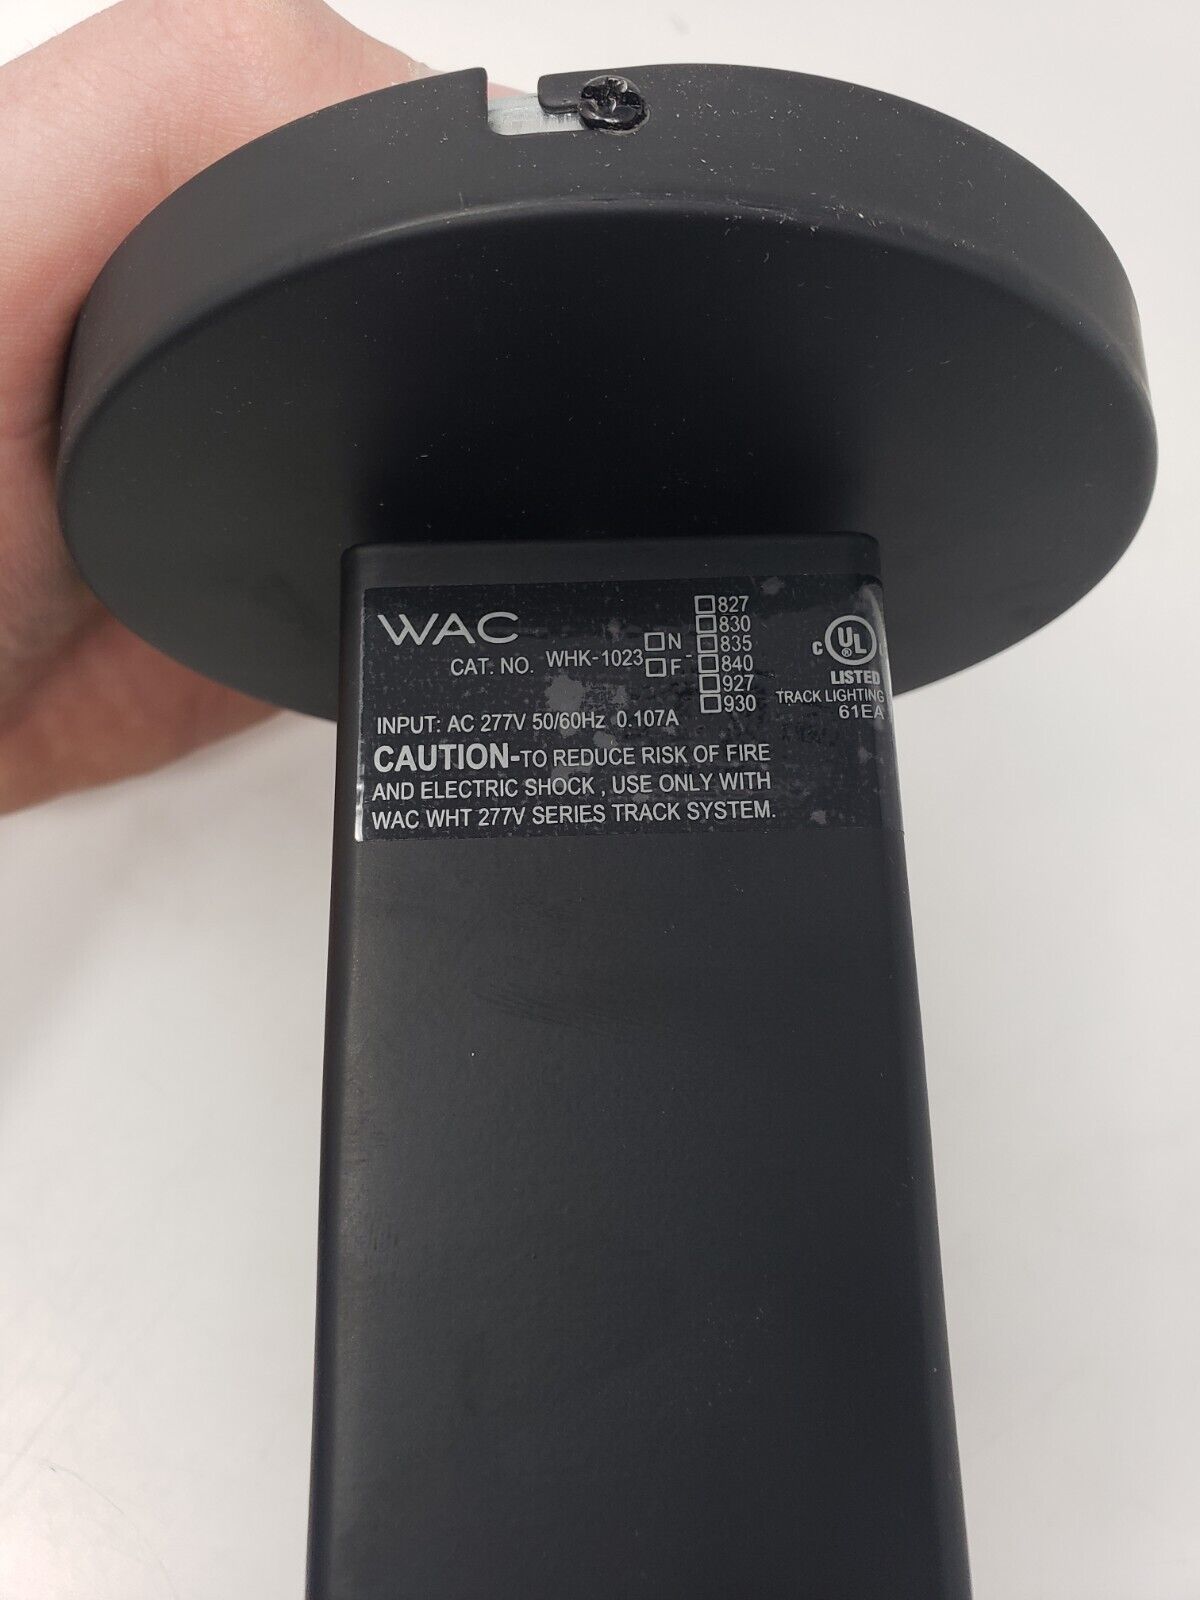 WAC
CAT. NO. WHK-1023 ☐N ☐F -
☐827
☐830
☐835
☐840
☐927
☐930
c UL ®
LISTED
TRACK LIGHTING
61EA
INPUT: AC 277V 50/60Hz 0.107A
CAUTION-TO REDUCE RISK OF FIRE
AND ELECTRIC SHOCK , USE ONLY WITH
WAC WHT 277V SERIES TRACK SYSTEM.